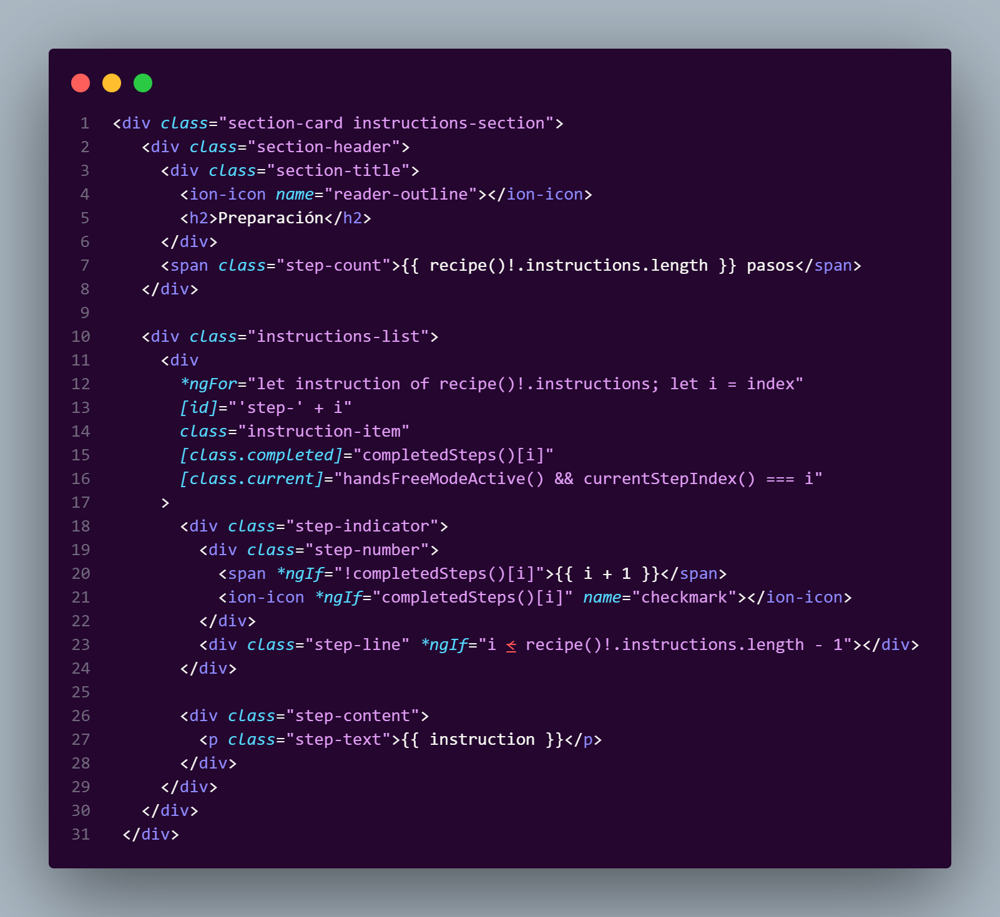 1 <div class="section-card instructions-section">
2    <div class="section-header">
3      <div class="section-title">
4        <ion-icon name="reader-outline"></ion-icon>
5        <h2>Preparación</h2>
6      </div>
7      <span class="step-count">{{ recipe()!.instructions.length }} pasos</span>
8    </div>
9
10    <div class="instructions-list">
11      <div
12        *ngFor="let instruction of recipe()!.instructions; let i = index"
13        [id]="'step-' + i"
14        class="instruction-item"
15        [class.completed]="completedSteps()[i]"
16        [class.current]="handsFreeModeActive() && currentStepIndex() === i"
17      >
18        <div class="step-indicator">
19          <div class="step-number">
20            <span *ngIf="!completedSteps()[i]">{{ i + 1 }}</span>
21            <ion-icon *ngIf="completedSteps()[i]" name="checkmark"></ion-icon>
22          </div>
23          <div class="step-line" *ngIf="i < recipe()!.instructions.length - 1"></div>
24        </div>
25
26        <div class="step-content">
27          <p class="step-text">{{ instruction }}</p>
28        </div>
29      </div>
30    </div>
31  </div>